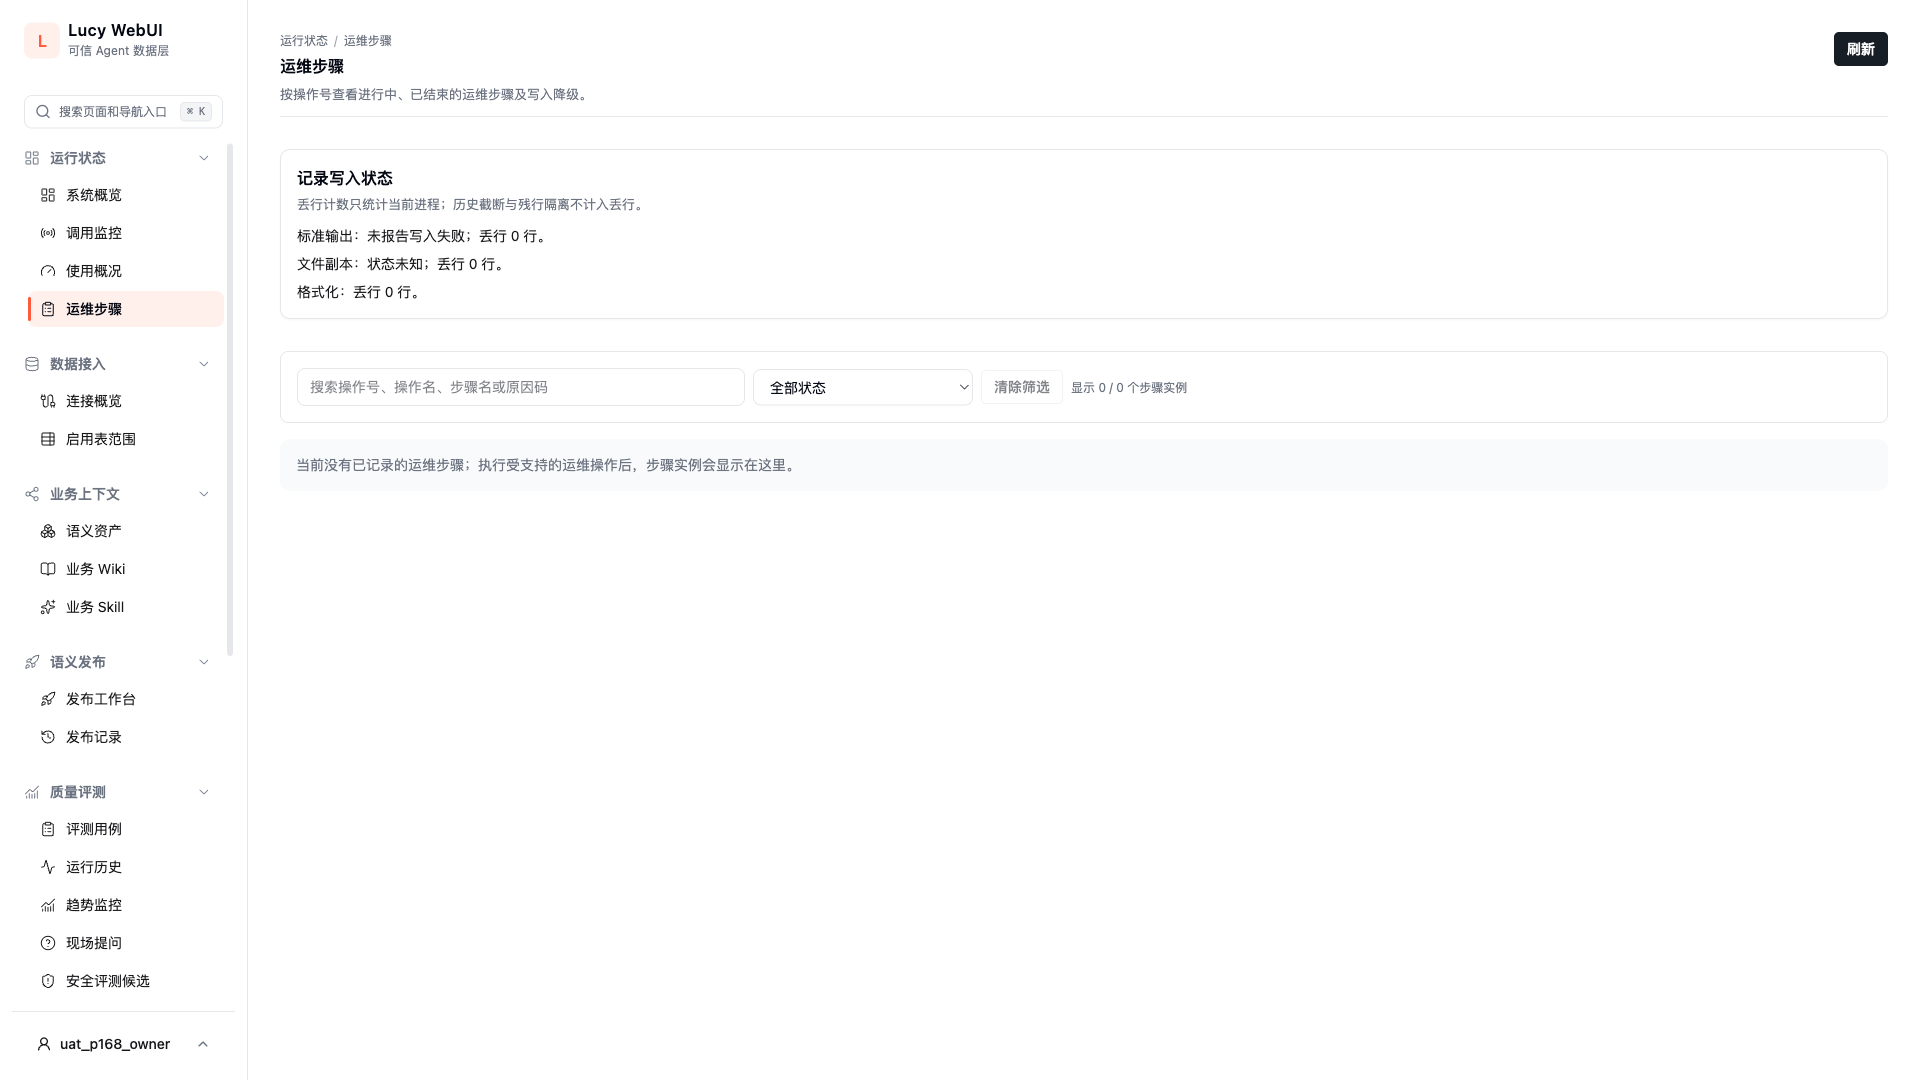 L
Lucy WebUI
可信 Agent 数据层
搜索页面和导航入口 ⌘ K
运行状态
系统概览
调用监控
使用概况
运维步骤
数据接入
连接概览
启用表范围
业务上下文
语义资产
业务 Wiki
业务 Skill
语义发布
发布工作台
发布记录
质量评测
评测用例
运行历史
趋势监控
现场提问
安全评测候选
uat_p168_owner
运行状态 / 运维步骤
运维步骤
按操作号查看进行中、已结束的运维步骤及写入降级。
刷新
记录写入状态
丢行计数只统计当前进程；历史截断与残行隔离不计入丢行。
标准输出：未报告写入失败；丢行 0 行。
文件副本：状态未知；丢行 0 行。
格式化：丢行 0 行。
搜索操作号、操作名、步骤名或原因码 全部状态 清除筛选 显示 0 / 0 个步骤实例
当前没有已记录的运维步骤；执行受支持的运维操作后，步骤实例会显示在这里。